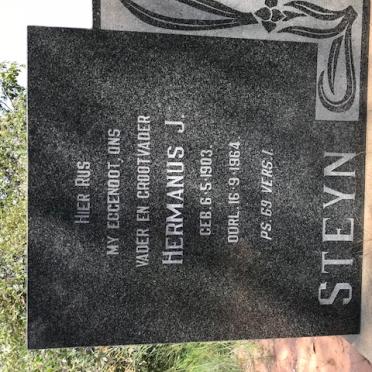 STEYN
HIER RUS
MY EGGENOOT, ONS
VADER EN GROOTVADER
HERMANUS J.
GEB. 6·5·1903.
OORL. 16·9·1964.
PS. 69 VERS 1.